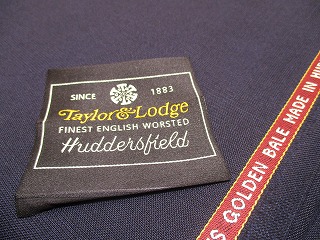 SINCE 1883
Taylor & Lodge
FINEST ENGLISH WORSTED
Huddersfield
GOLDEN BALE MADE IN